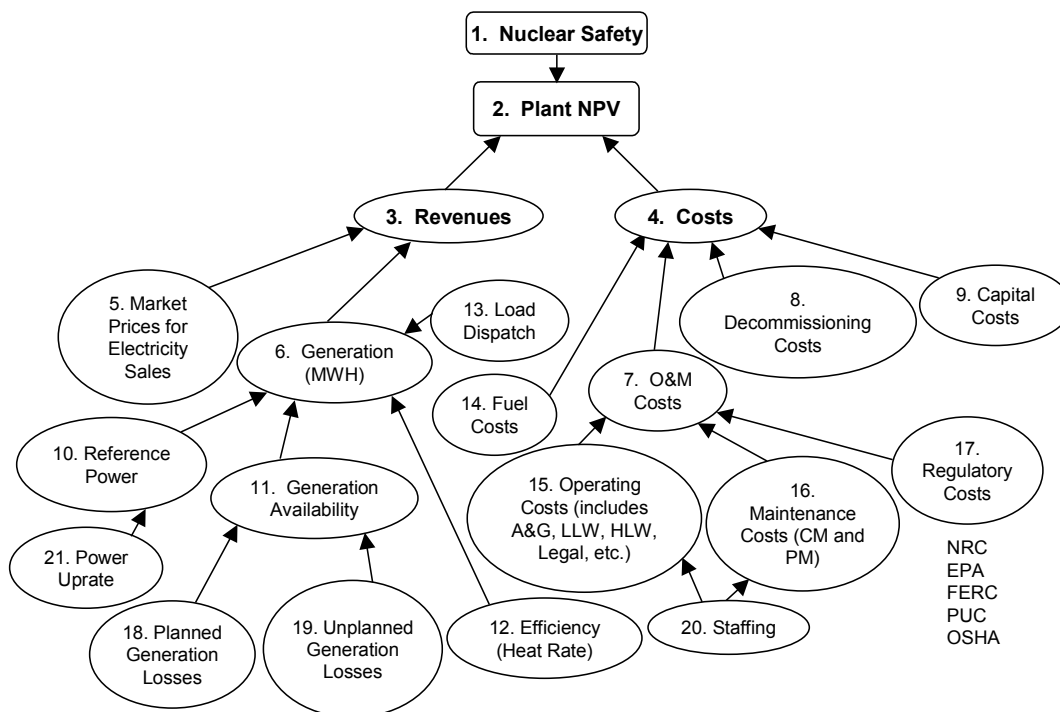 1. Nuclear Safety
2. Plant NPV
3. Revenues
4. Costs
5. Market
Prices for
Electricity
Sales
13. Load
Dispatch
8.
Decommissioning
Costs
9. Capital
Costs
6. Generation
(MWH)
14. Fuel
Costs
7. O&M
Costs
10. Reference
Power
11. Generation
Availability
15. Operating
Costs (includes
A&G, LLW, HLW,
Legal, etc.)
16.
Maintenance
Costs (CM and
PM)
17.
Regulatory
Costs
NRC
EPA
FERC
PUC
OSHA
21. Power
Uprate
18. Planned
Generation
Losses
19. Unplanned
Generation
Losses
12. Efficiency
(Heat Rate)
20. Staffing